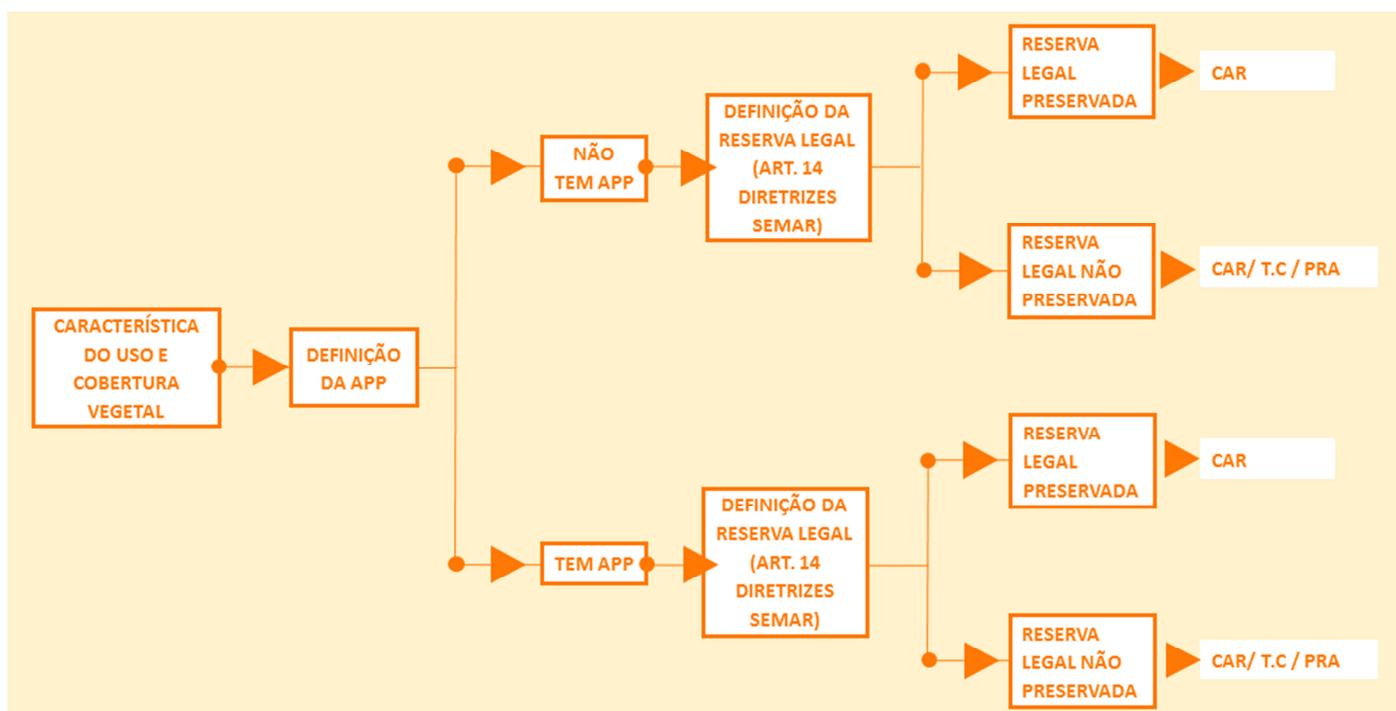 CARACTERÍSTICA
DO USO E
COBERTURA
VEGETAL
DEFINIÇÃO
DA APP
NÃO
TEM APP
DEFINIÇÃO DA
RESERVA LEGAL
(ART. 14
DIRETRIZES
SEMAR)
RESERVA
LEGAL
PRESERVADA
CAR
RESERVA
LEGAL NÃO
PRESERVADA
CAR/ T.C / PRA
TEM APP
DEFINIÇÃO DA
RESERVA LEGAL
(ART. 14
DIRETRIZES
SEMAR)
RESERVA
LEGAL
PRESERVADA
CAR
RESERVA
LEGAL NÃO
PRESERVADA
CAR/ T.C / PRA